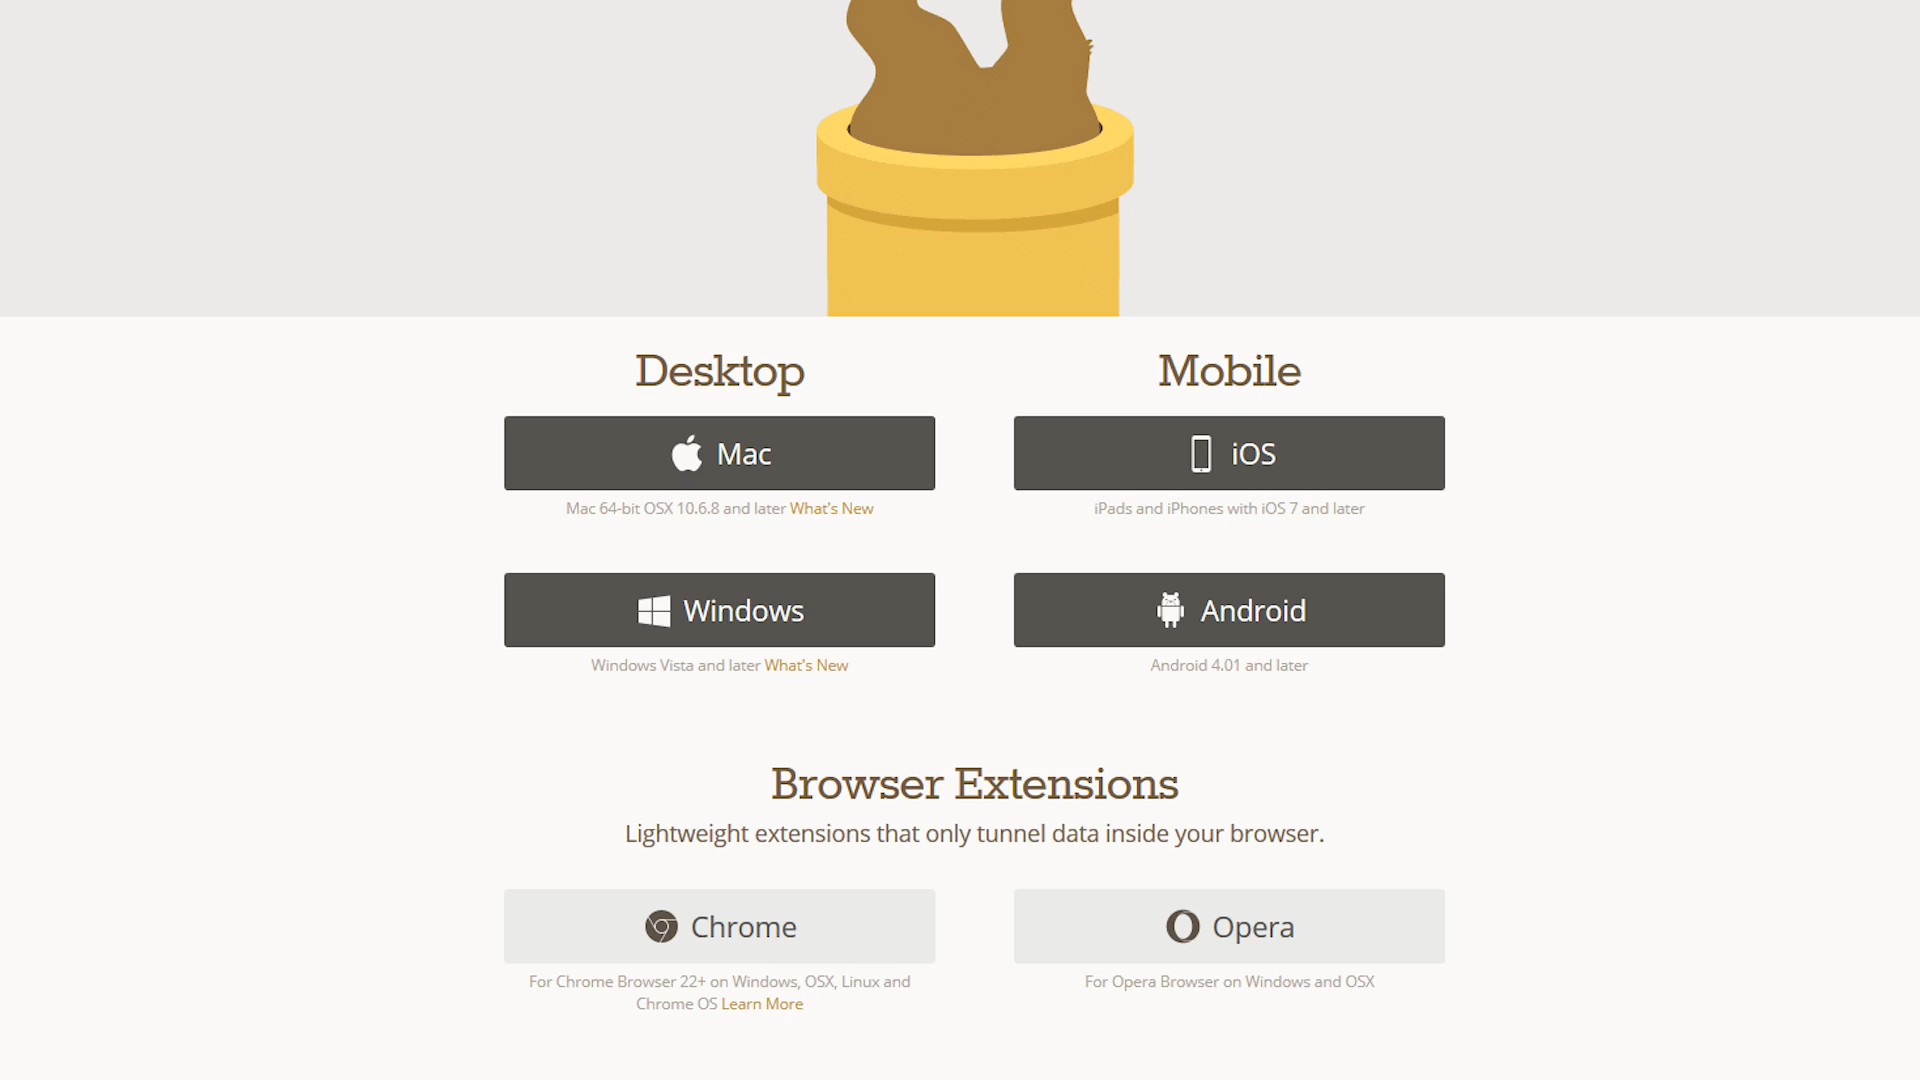 Desktop
Mobile
Mac
iOS
Mac 64-bit OSX 10.6.8 and later What's New
iPads and iPhones with iOS 7 and later
Windows
Android
Windows Vista and later What's New
Android 4.01 and later
Browser Extensions
Lightweight extensions that only tunnel data inside your browser.
Chrome
Opera
For Chrome Browser 22+ on Windows, OSX, Linux and
Chrome OS Learn More
For Opera Browser on Windows and OSX